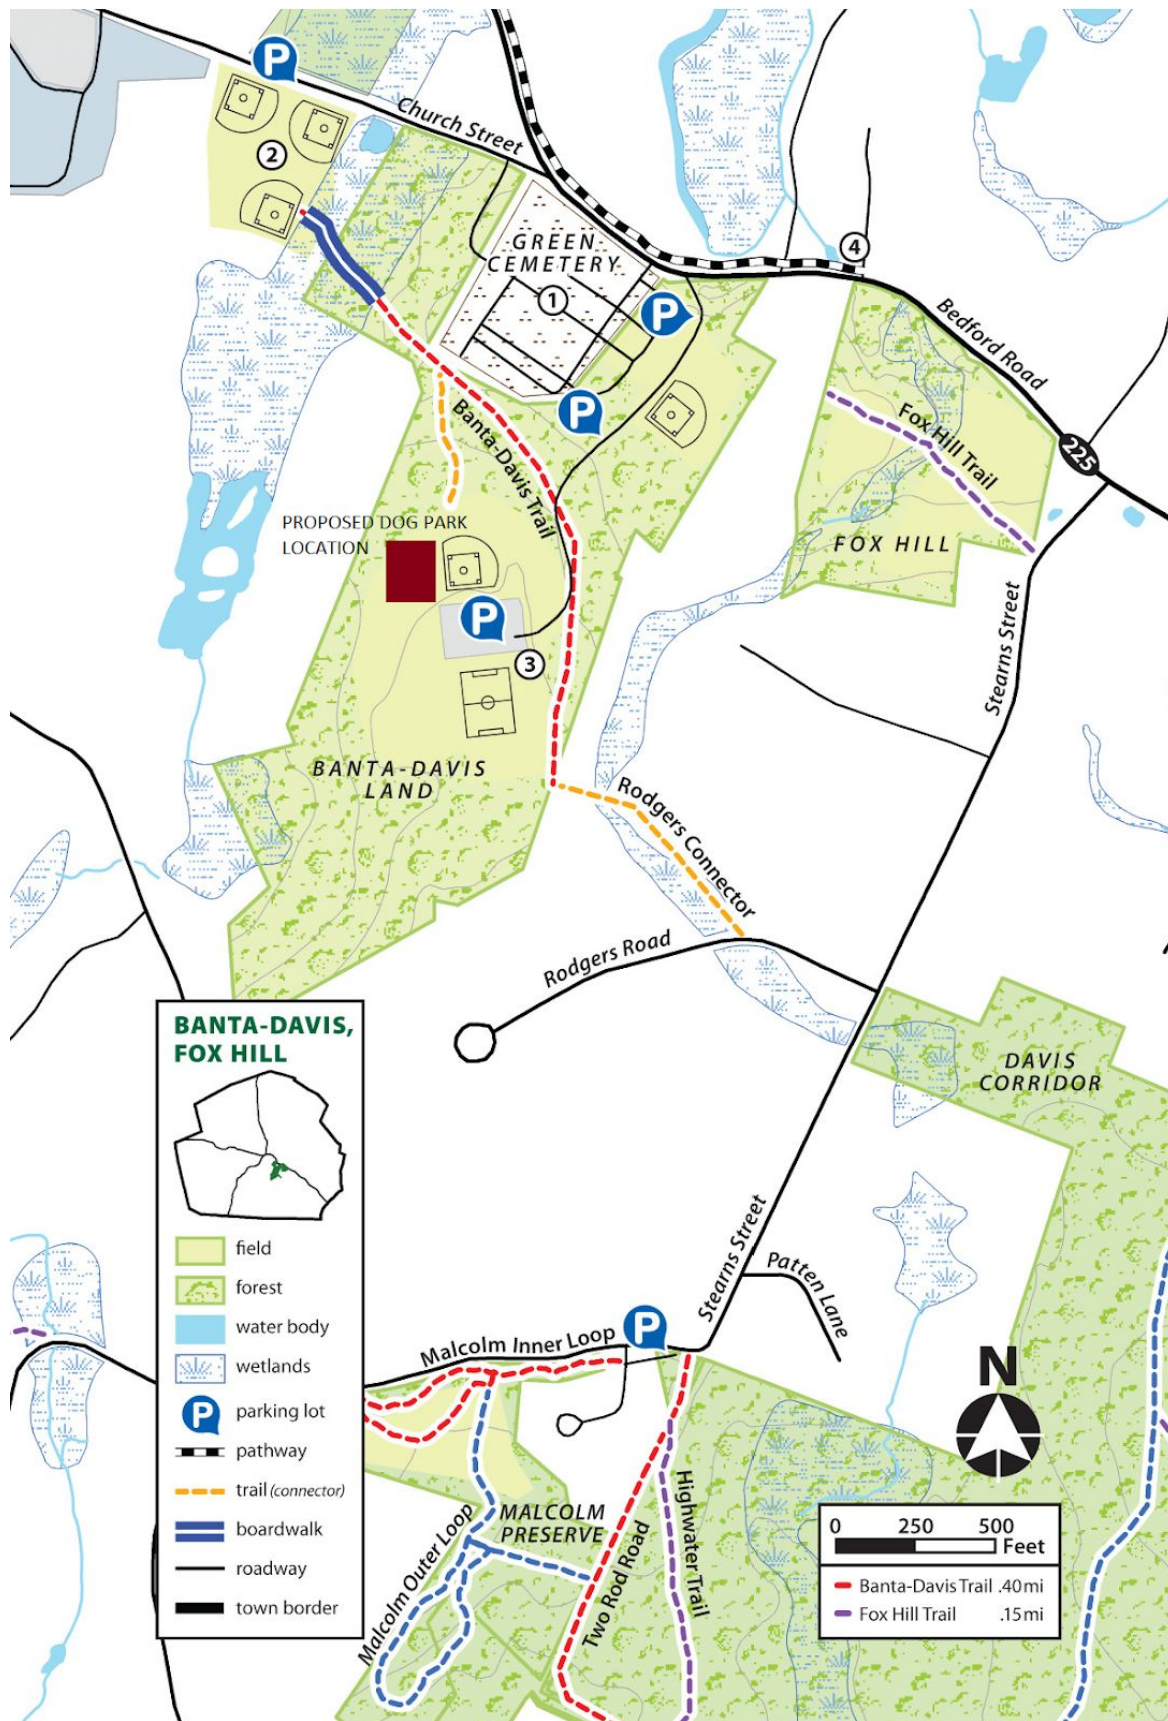 P
Church Street
2
GREEN
CEMETERY
1
P
4
Bedford Road
P
Fox Hill Trail
225
Banta-Davis Trail
PROPOSED DOG PARK
LOCATION
FOX HILL
P
3
Stearns Street
BANTA-DAVIS
LAND
Rodgers Connector
Rodgers Road
BANTA-DAVIS,
FOX HILL
DAVIS
CORRIDOR
field
forest
water body
wetlands
P parking lot
pathway
trail (connector)
boardwalk
roadway
town border
Stearns Street
Patten Lane
Malcolm Inner Loop
P
N
Highwater Trail
MALCOLM
PRESERVE
Malcolm Outer Loop
Two Rod Road
0 250 500
Feet
Banta-Davis Trail .40 mi
Fox Hill Trail .15 mi